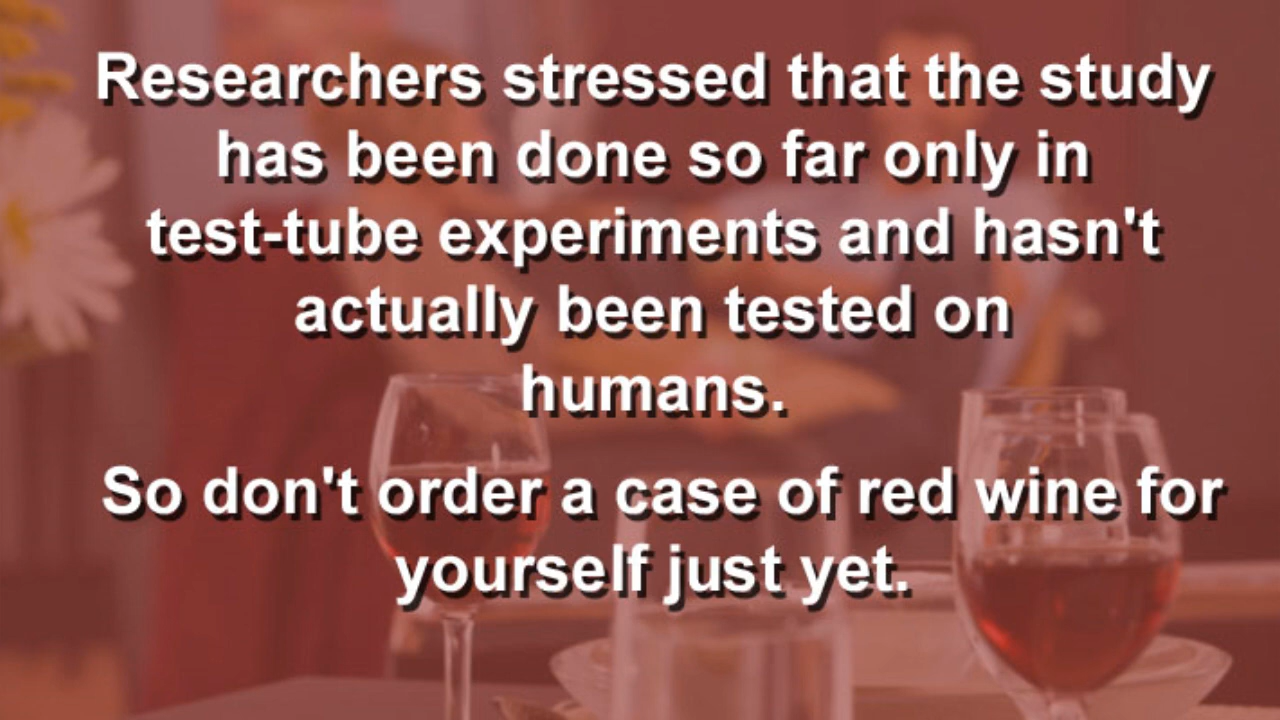 Researchers stressed that the study
has been done so far only in
test-tube experiments and hasn't
actually been tested on
humans.
So don't order a case of red wine for
yourself just yet.